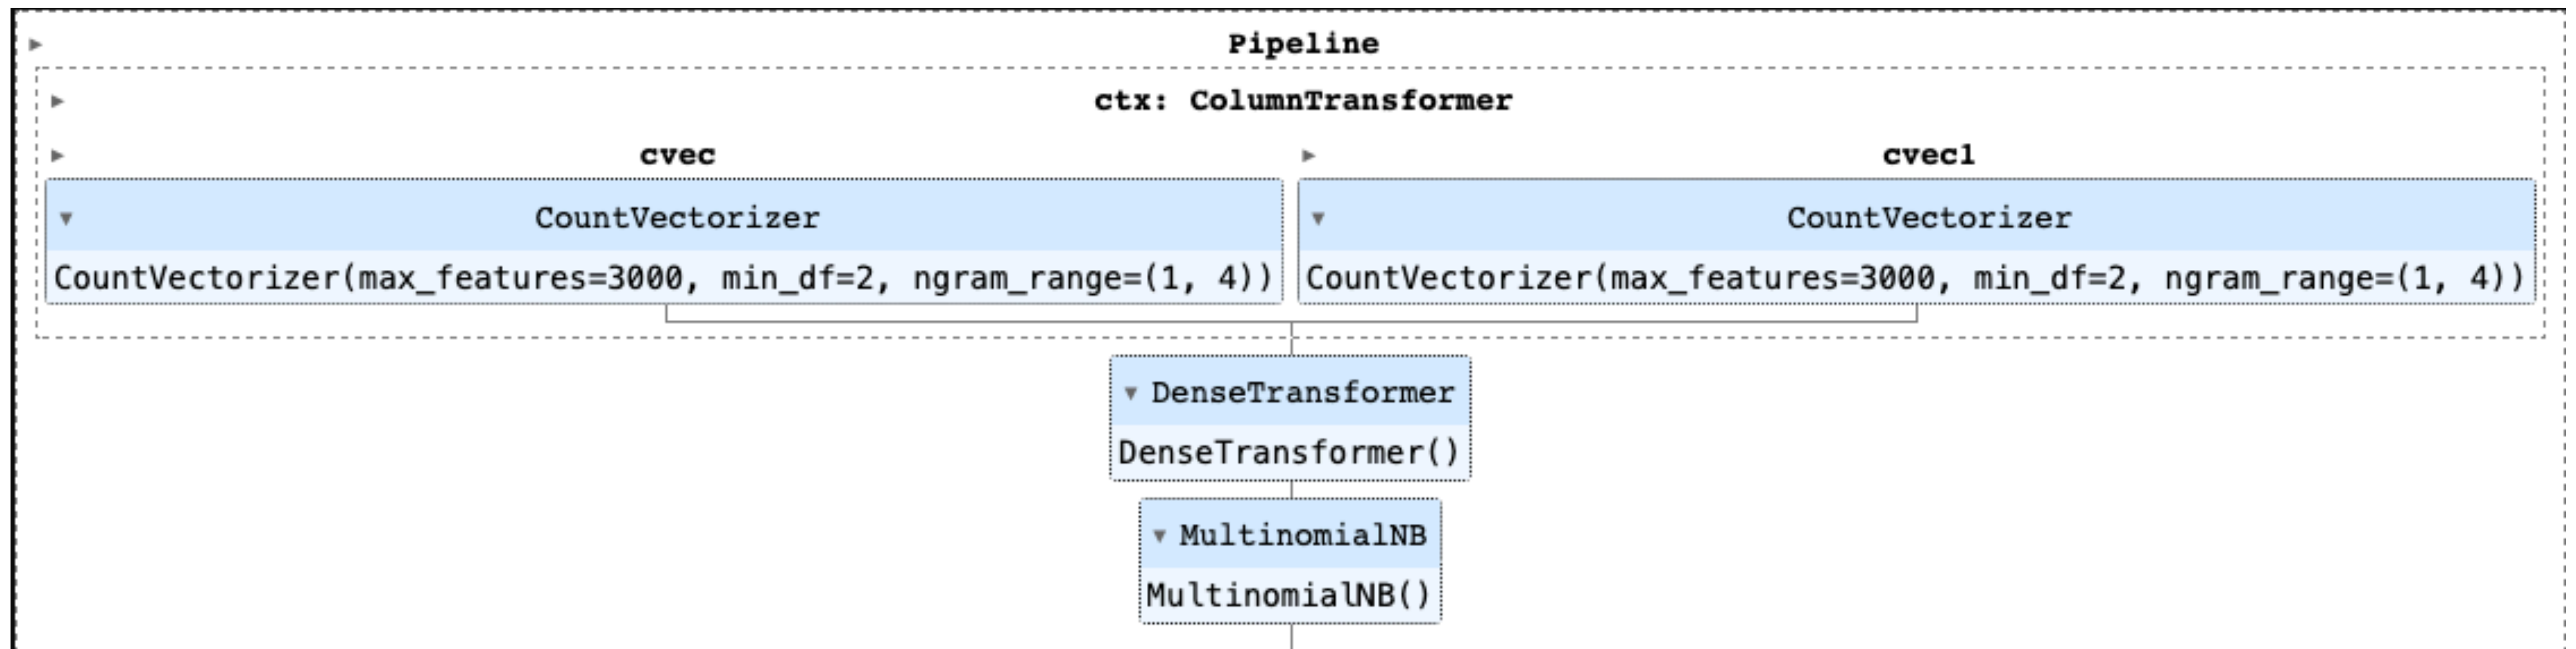 Pipeline
ctx: ColumnTransformer
cvec
cvec1
CountVectorizer
CountVectorizer
CountVectorizer(max_features=3000, min_df=2, ngram_range=(1, 4))
CountVectorizer(max_features=3000, min_df=2, ngram_range=(1, 4))
DenseTransformer
DenseTransformer()
MultinomialNB
MultinomialNB()